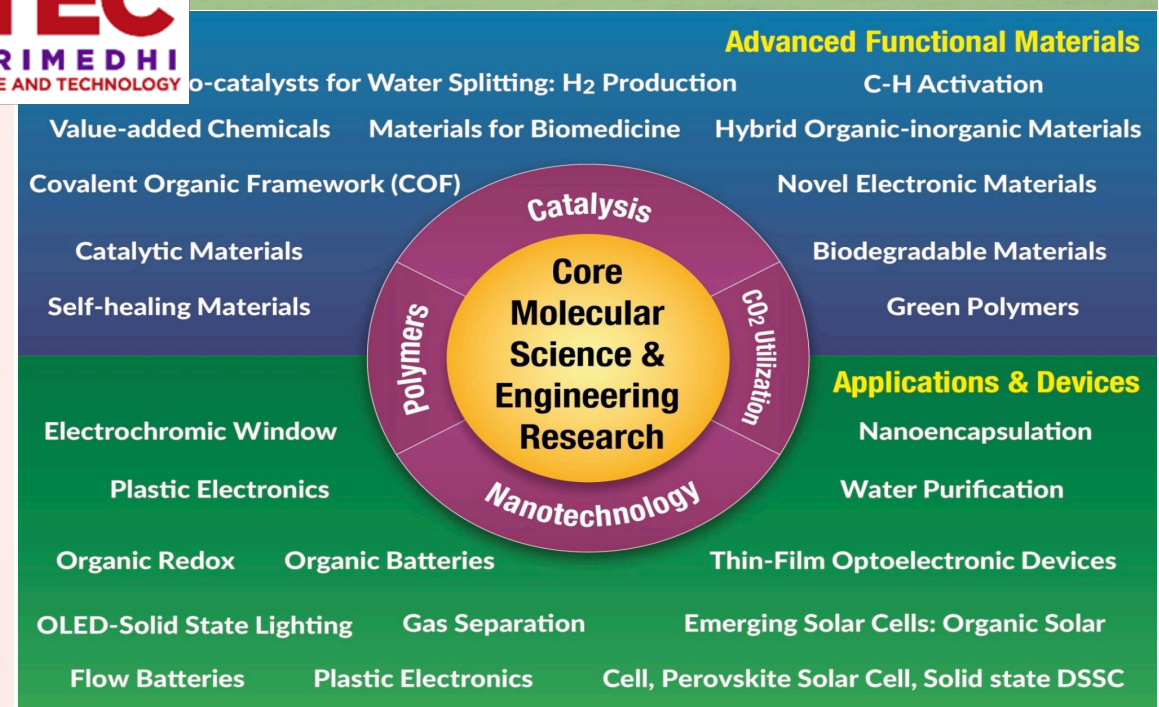 TEC
RIMEDHI
E AND TECHNOLOGY
Advanced Functional Materials
o-catalysts for Water Splitting: H2 Production
C-H Activation
Value-added Chemicals
Materials for Biomedicine
Hybrid Organic-inorganic Materials
Covalent Organic Framework (COF)
Novel Electronic Materials
Catalytic Materials
Biodegradable Materials
Self-healing Materials
Green Polymers
Catalysis
Polymers
CO2 Utilization
Nanotechnology
Core
Molecular
Science &
Engineering
Research
Applications & Devices
Electrochromic Window
Nanoencapsulation
Plastic Electronics
Water Purification
Organic Redox
Organic Batteries
Thin-Film Optoelectronic Devices
OLED-Solid State Lighting
Gas Separation
Emerging Solar Cells: Organic Solar
Flow Batteries
Plastic Electronics
Cell, Perovskite Solar Cell, Solid state DSSC